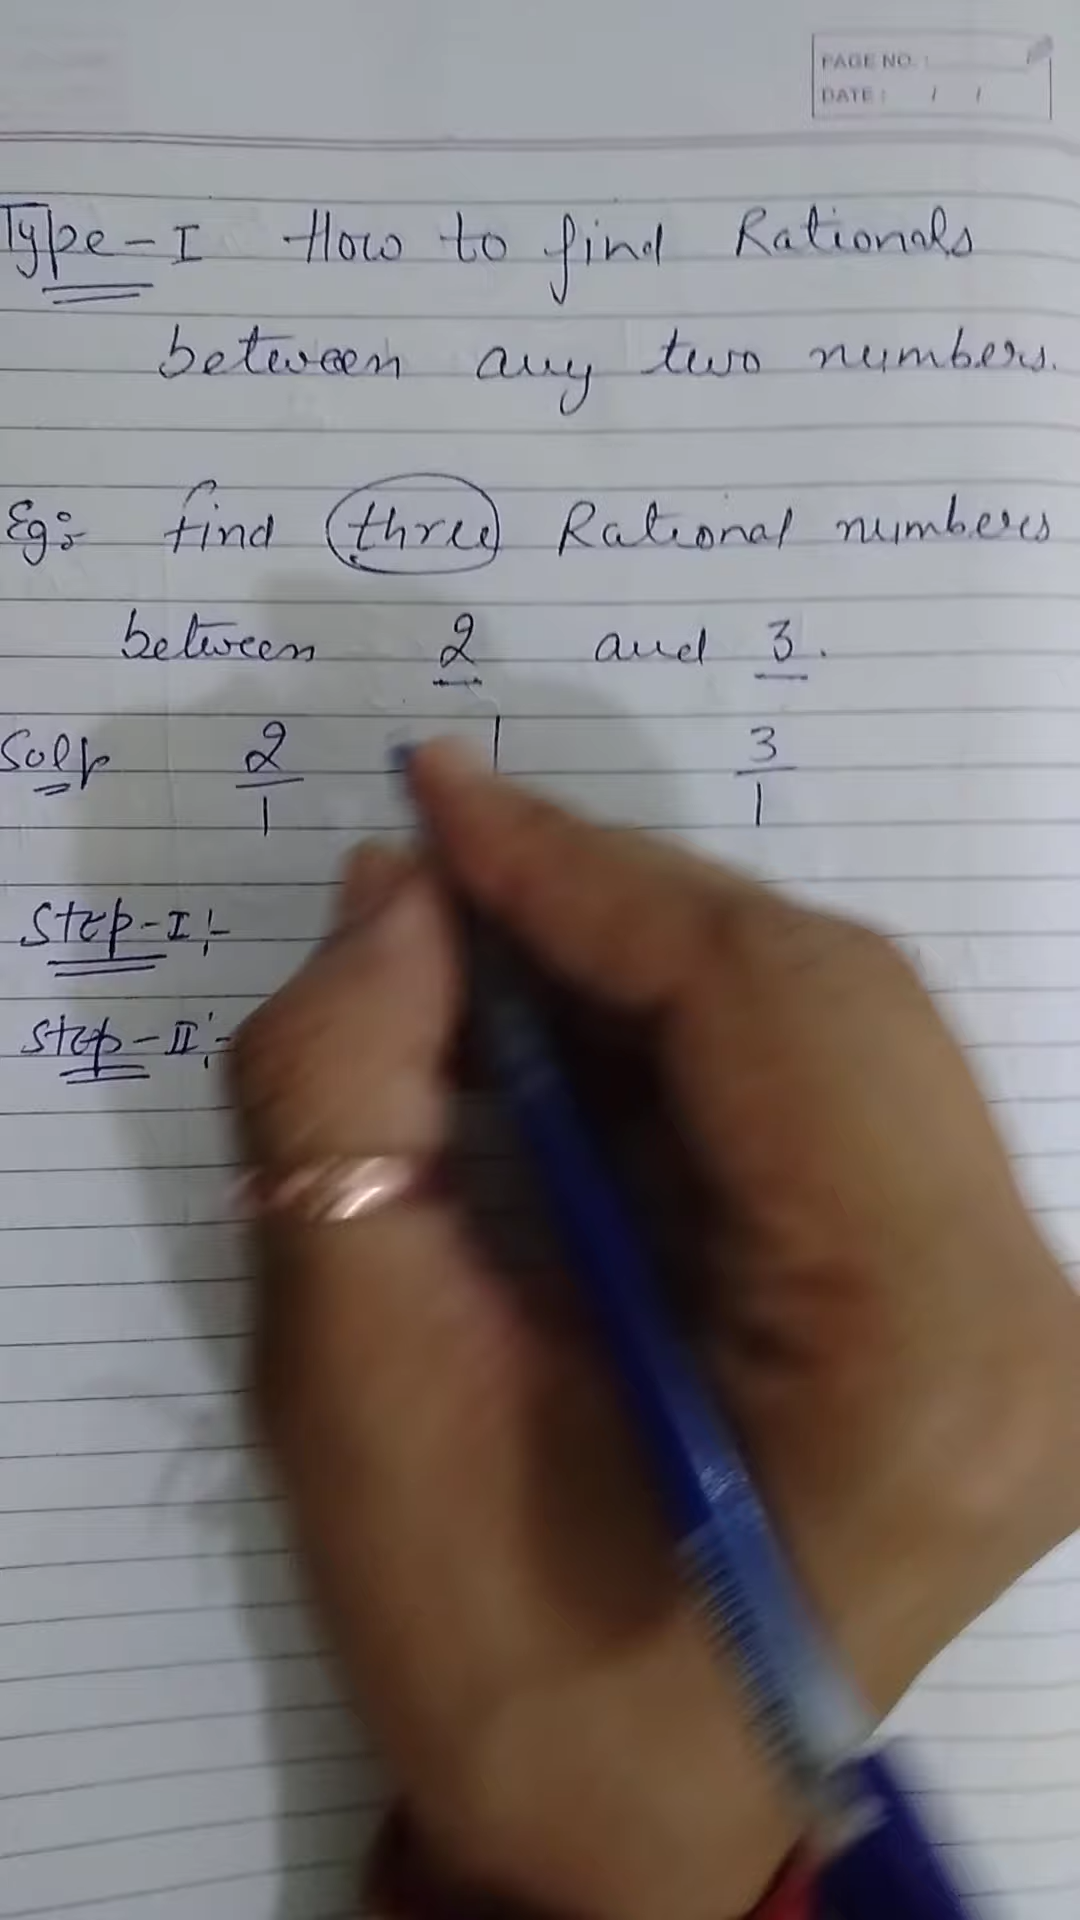 PAGE NO. :
DATE : / /
Type-I How to find Rationals
between any two numbers.
Eg:- find three Rational numbers
between 2 and 3.
Soln 2/1 3/1
Step-I:-
Step-II:-